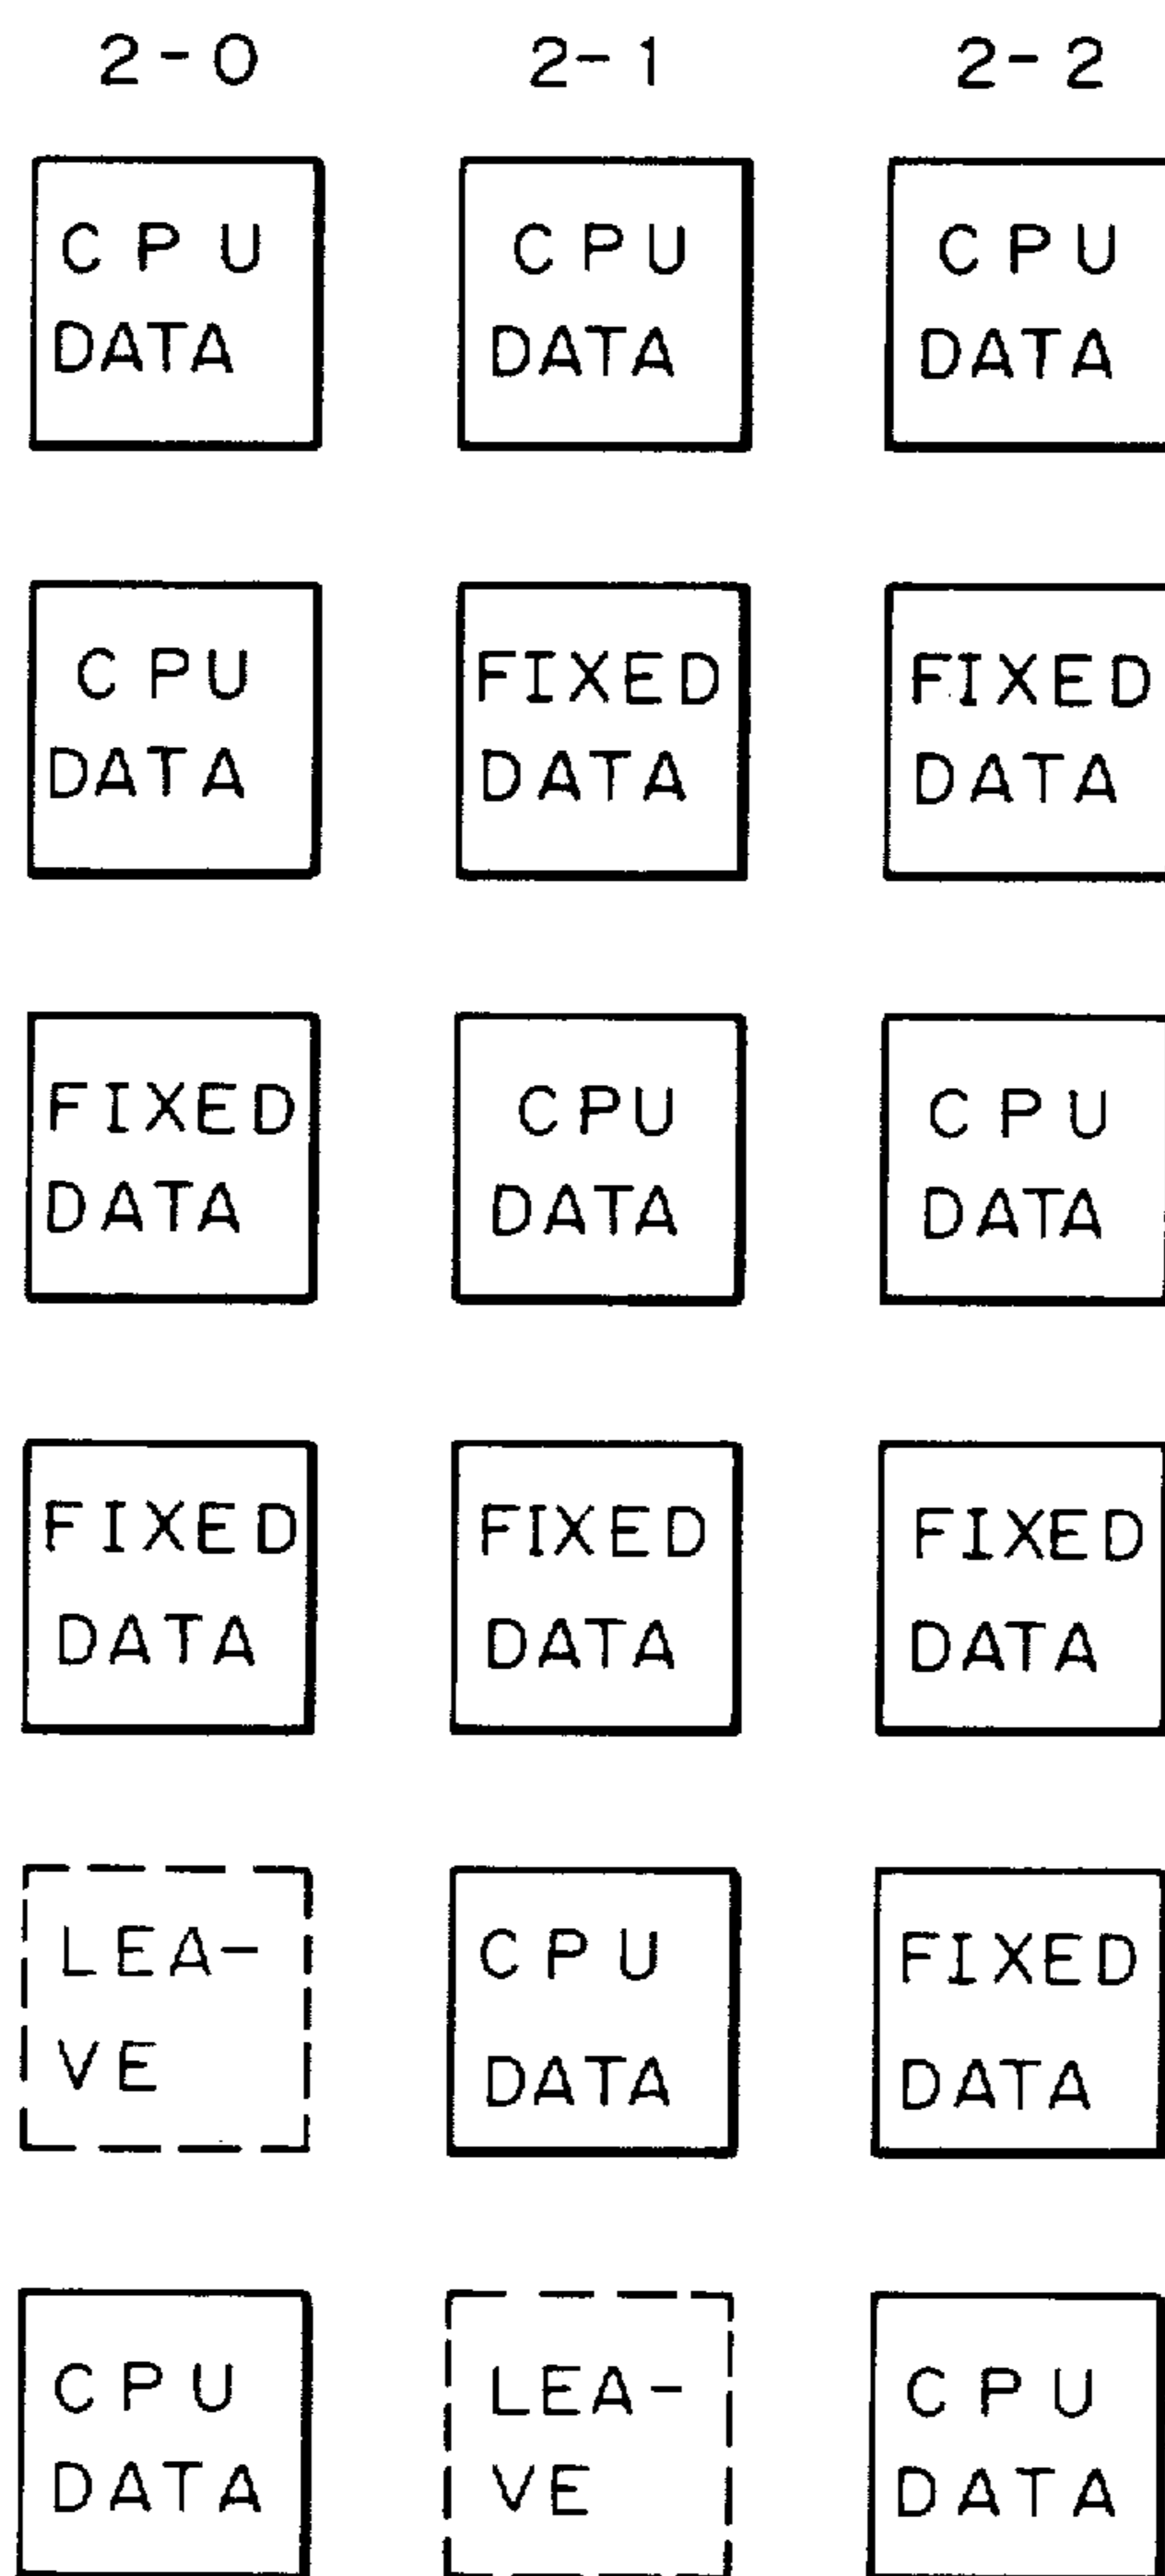 2-0 2-1 2-2
CPU CPU CPU
DATA DATA DATA
CPU FIXED FIXED
DATA DATA DATA
FIXED CPU CPU
DATA DATA DATA
FIXED FIXED FIXED
DATA DATA DATA
LEA- CPU FIXED
VE DATA DATA
CPU LEA- CPU
DATA VE DATA